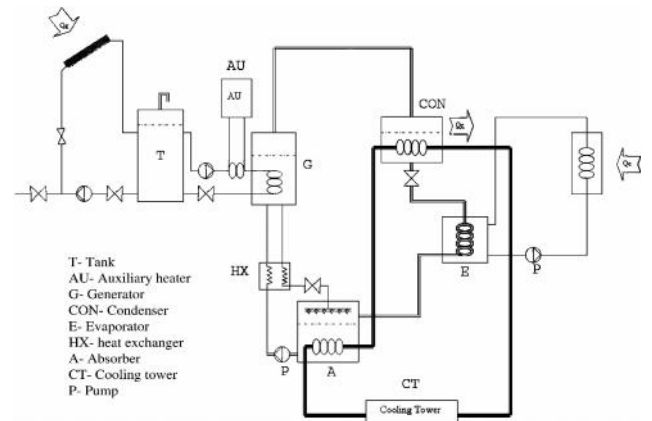 Qs
AU
AU
CON
Qc
T
G
Qe
HX
E
P
P
A
CT
Cooling Tower
T- Tank
AU- Auxiliary heater
G- Generator
CON- Condenser
E- Evaporator
HX- heat exchanger
A- Absorber
CT- Cooling tower
P- Pump